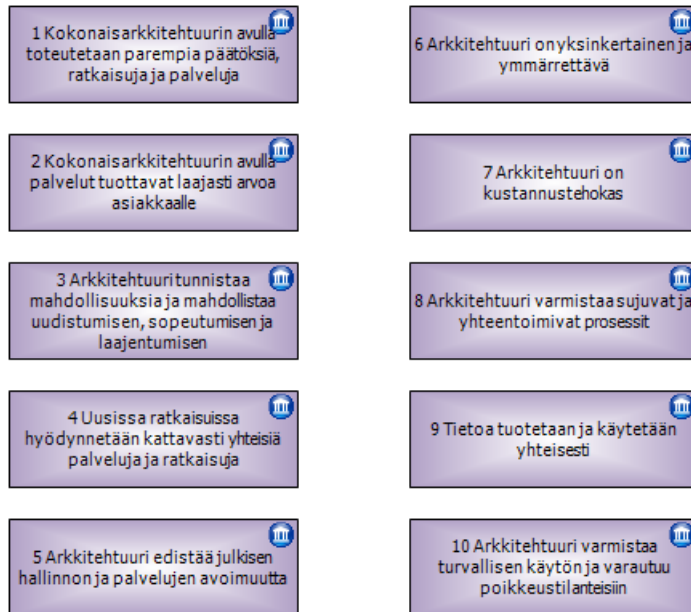 1 Kokonaisarkkitehtuurin avulla
toteutetaan parempia päätöksiä,
ratkaisuja ja palveluja
2 Kokonaisarkkitehtuurin avulla
palvelut tuottavat laajasti arvoa
asiakkaalle
3 Arkkitehtuuri tunnistaa
mahdollisuuksia ja mahdollistaa
uudistumisen, sopeutumisen ja
laajentumisen
4 Uusissa ratkaisuissa
hyödynnetään kattavasti yhteisiä
palveluja ja ratkaisuja
5 Arkkitehtuuri edistää julkisen
hallinnon ja palvelujen avoimuutta
6 Arkkitehtuuri on yksinkertainen ja
ymmärrettävä
7 Arkkitehtuuri on
kustannustehokas
8 Arkkitehtuuri varmistaa sujuvat ja
yhteentoimivat prosessit
9 Tietoa tuotetaan ja käytetään
yhteisesti
10 Arkkitehtuuri varmistaa
turvallisen käytön ja varautuu
poikkeustilanteisiin